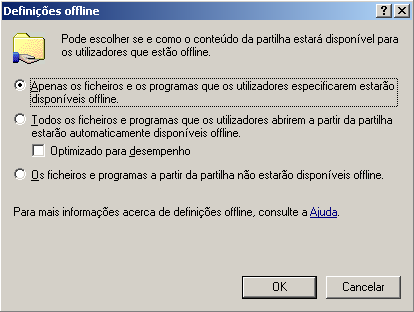 Definições offline
Pode escolher se e como o conteúdo da partilha estará disponível para
os utilizadores que estão offline.
Apenas os ficheiros e os programas que os utilizadores especificarem estarão
disponíveis offline.
Todos os ficheiros e programas que os utilizadores abrirem a partir da partilha
estarão automaticamente disponíveis offline.
Optimizado para desempenho
Os ficheiros e programas a partir da partilha não estarão disponíveis offline.
Para mais informações acerca de definições offline, consulte a Ajuda.
OK Cancelar